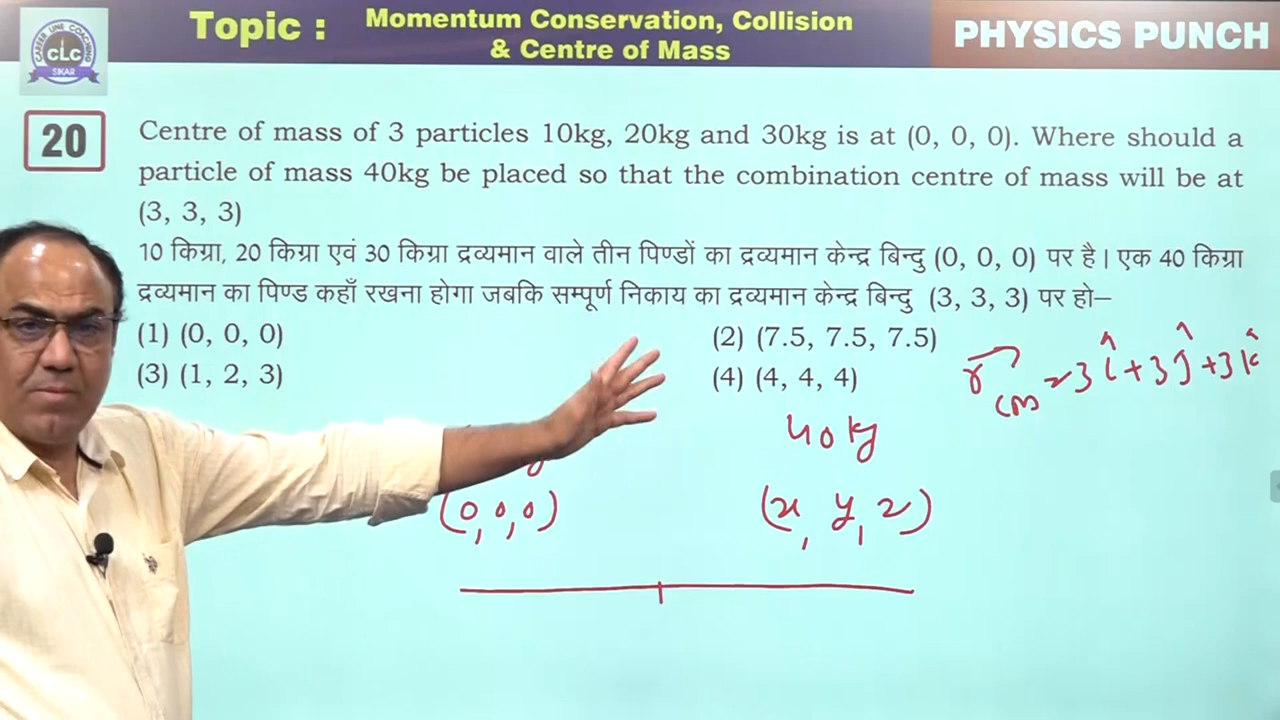 CAREER LINE COACHING
CLC
SIKAR
Topic :
Momentum Conservation, Collision
& Centre of Mass
PHYSICS PUNCH
20
Centre of mass of 3 particles 10kg, 20kg and 30kg is at (0, 0, 0). Where should a
particle of mass 40kg be placed so that the combination centre of mass will be at
(3, 3, 3)
10 किग्रा, 20 किग्रा एवं 30 किग्रा द्रव्यमान वाले तीन पिण्डों का द्रव्यमान केन्द्र बिन्दु (0, 0, 0) पर है। एक 40 किग्रा
द्रव्यमान का पिण्ड कहाँ रखना होगा जबकि सम्पूर्ण निकाय का द्रव्यमान केन्द्र बिन्दु (3, 3, 3) पर हो–
(1) (0, 0, 0)
(2) (7.5, 7.5, 7.5)
(3) (1, 2, 3)
(4) (4, 4, 4)
r⃗ cm = 3î + 3ĵ + 3k̂
40 kg
(0, 0, 0)
(x, y, z)